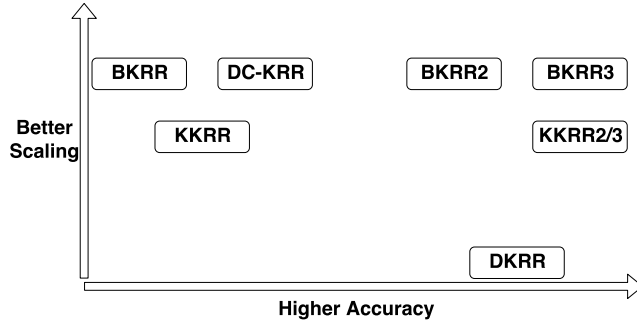 BKRR
DC-KRR
BKRR2
BKRR3
Better
Scaling
KKRR
KKRR2/3
DKRR
Higher Accuracy